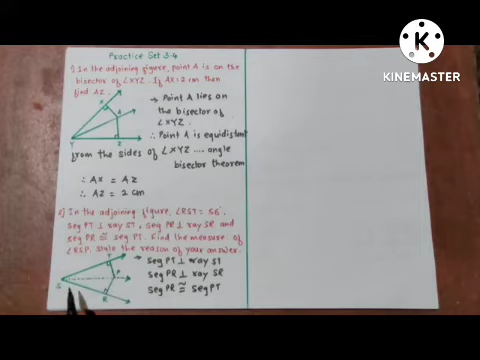 Practice Set 3.4
1) In the adjoining figure, point A is on the
bisector of ∠XYZ. If AX = 2 cm then
find AZ.
→ Point A lies on
the bisector of
∠XYZ.
∴ Point A is equidistant
from the sides of ∠XYZ .... angle
bisector theorem
∴ AX = AZ
∴ AZ = 2 cm
X
A
Y
Z
2) In the adjoining figure, ∠RST = 56°,
seg PT ⊥ ray ST, seg PR ⊥ ray SR and
seg PR ≅ seg PT. Find the measure of
∠RSP. State the reason of your answer.
→ seg PT ⊥ ray ST
seg PR ⊥ ray SR
seg PR ≅ seg PT
T
P
S
R
K
KINEMASTER